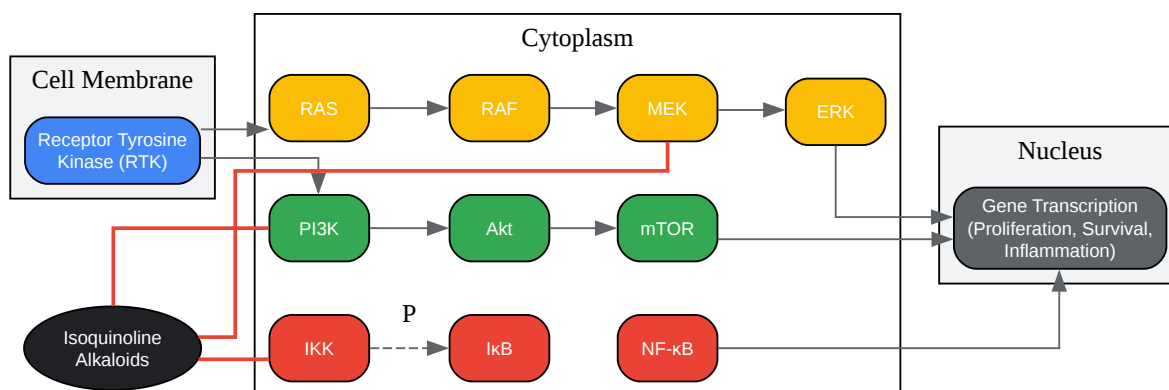 Cytoplasm
Cell Membrane
RAS
RAF
MEK
ERK
Receptor Tyrosine
Kinase (RTK)
Nucleus
PI3K
Akt
mTOR
Gene Transcription
(Proliferation, Survival,
Inflammation)
P
Isoquinoline
Alkaloids
IKK
IκB
NF-κB